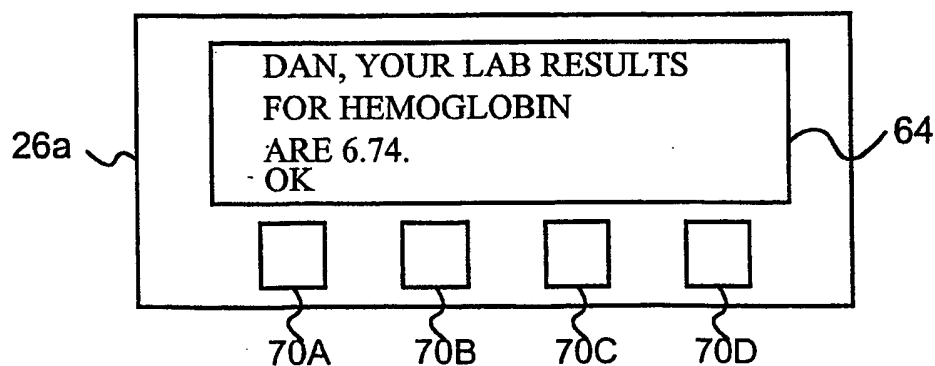 DAN, YOUR LAB RESULTS
FOR HEMOGLOBIN
ARE 6.74.
OK
26a
64
70A 70B 70C 70D